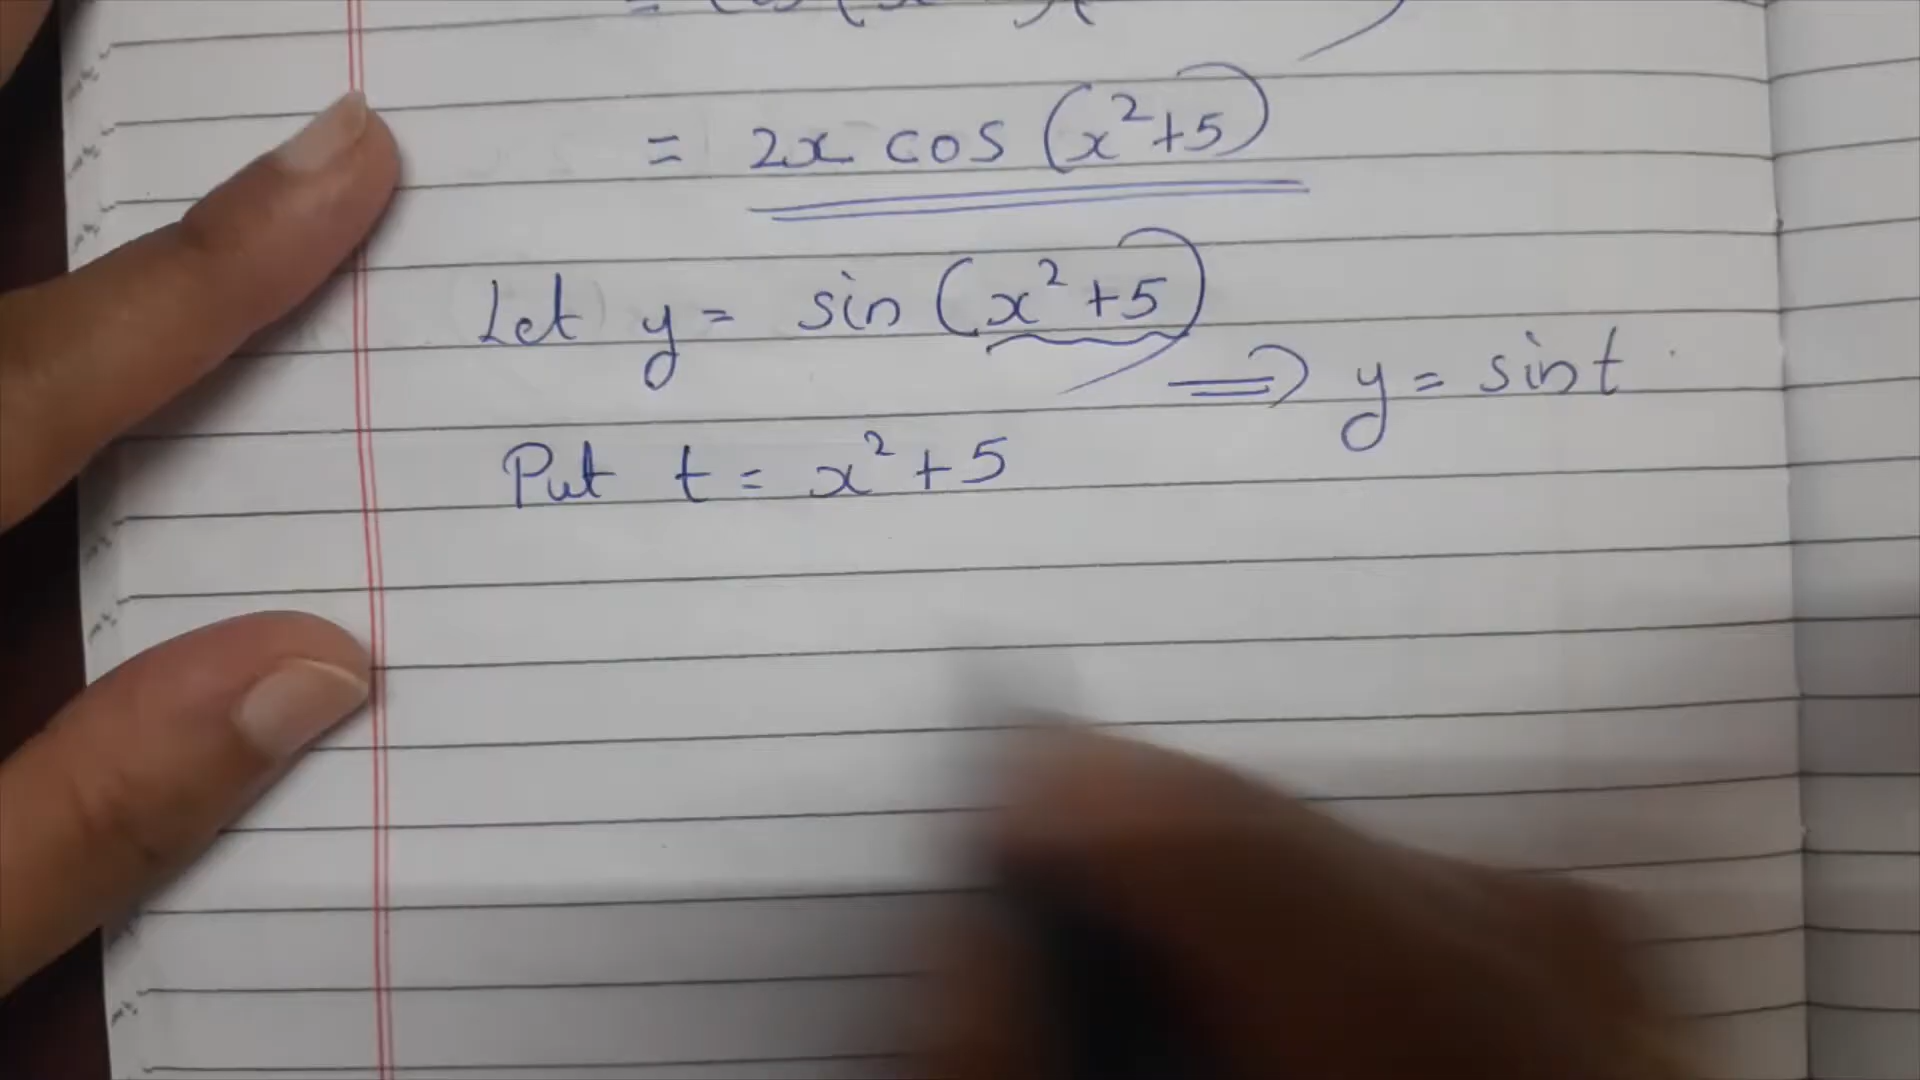 = 2x cos (x²+5)
Let y = sin (x²+5)
⇒ y = sin t
Put t = x²+5